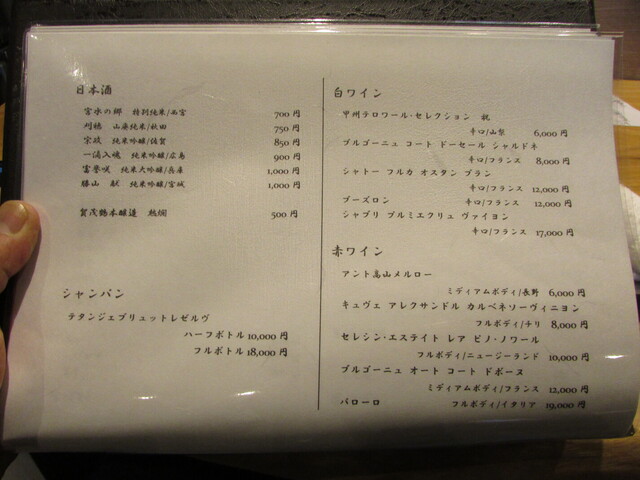 日本酒
宮水の郷 特別純米/西宮 700円
刈穂 山廃純米/秋田 750円
宗政 純米吟醸/佐賀 850円
一滴入魂 純米吟醸/広島 900円
富久錦 純米大吟醸/兵庫 1,000円
勝山 献 純米吟醸/宮城 1,000円
賀茂鶴本醸造 熱燗 500円
シャンパン
テタンジェブリュットレゼルヴ
ハーフボトル 10,000円
フルボトル 18,000円
白ワイン
甲州テロワール・セレクション 祝
辛口/山梨 6,000円
ブルゴーニュ コート ドーセール シャルドネ
辛口/フランス 8,000円
シャトー フルカ オスタン ブラン
辛口/フランス 12,000円
ブーズロン 辛口/フランス 12,000円
シャブリ プルミエクリュ ヴァイヨン
辛口/フランス 17,000円
赤ワイン
アント高山メルロー
ミディアムボディ/長野 6,000円
キュヴェ アレクサンドル カルベネソーヴィニヨン
フルボディ/チリ 8,000円
セレシン・エステイト レア ピノ・ノワール
フルボディ/ニュージーランド 10,000円
ブルゴーニュ オート コート ドボーヌ
ミディアムボディ/フランス 12,000円
バローロ フルボディ/イタリア 19,000円